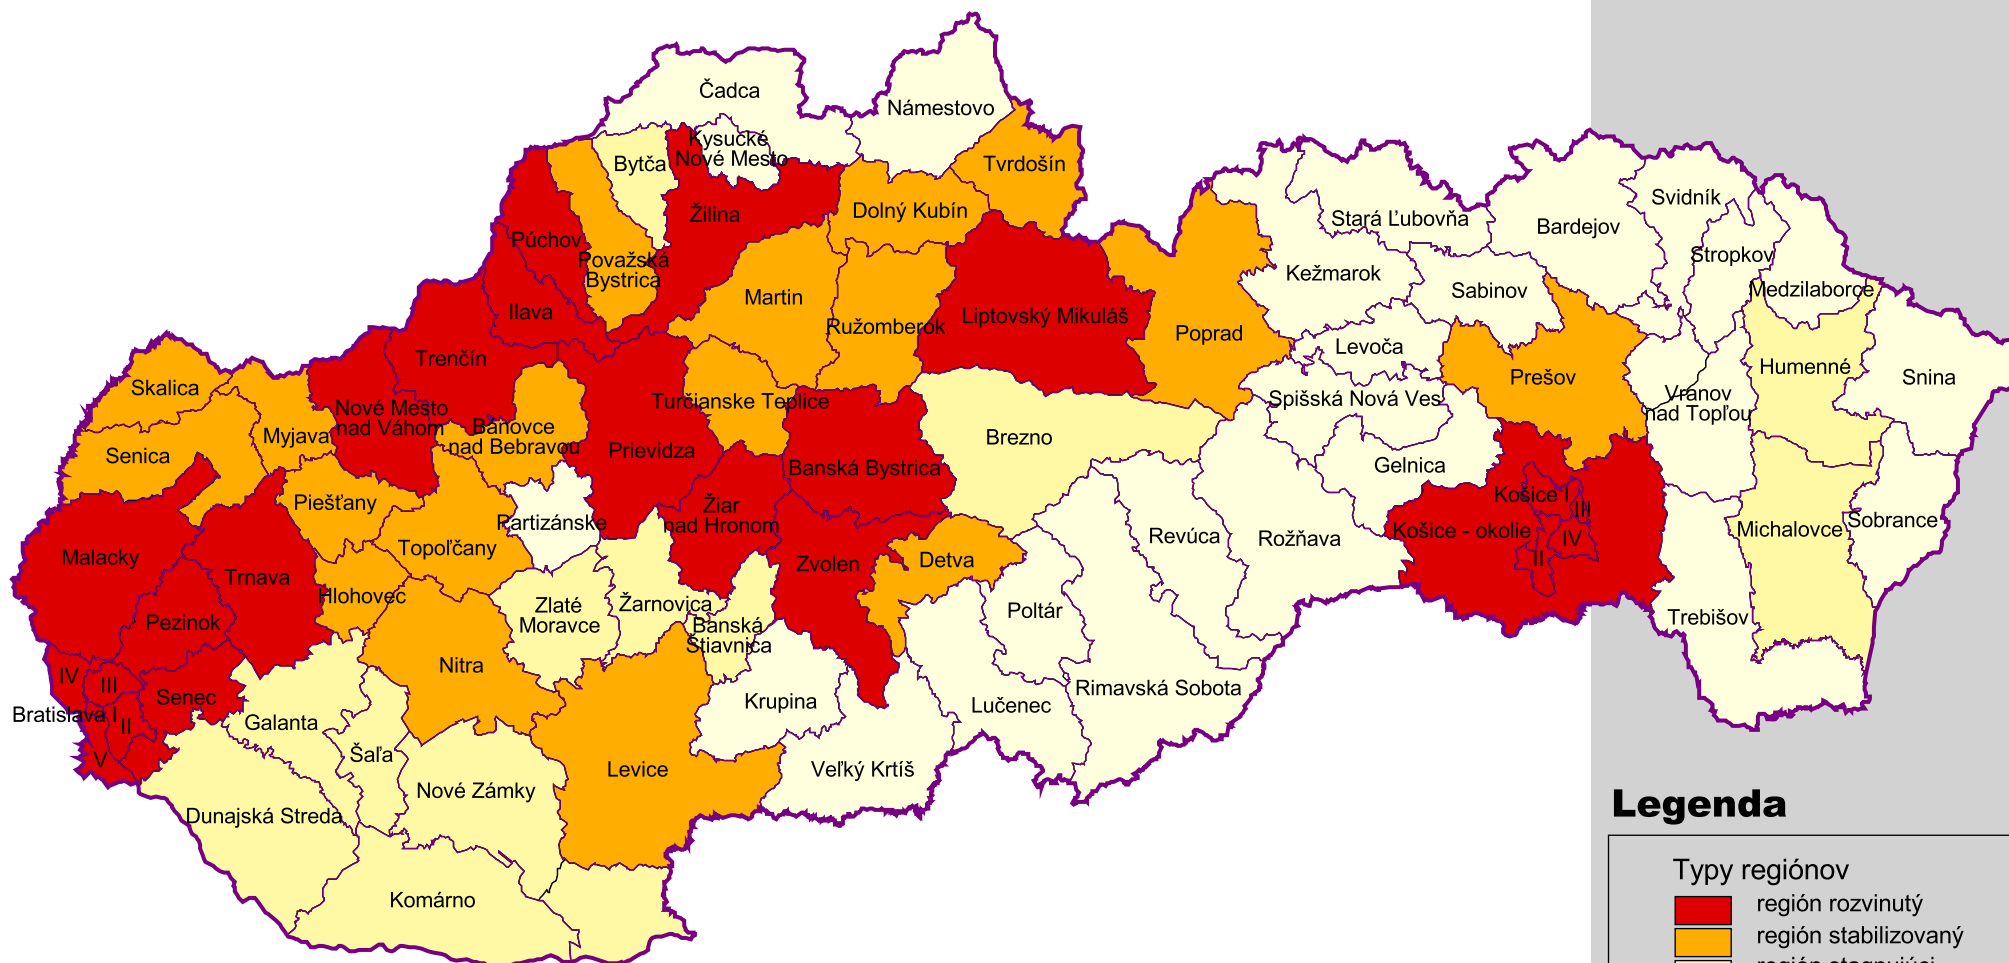 Čadca
Námestovo
Kysucké
Nové Mesto
Bytča
Tvrdošín
Žilina
Dolný Kubín
Svidník
Stará Ľubovňa
Bardejov
Púchov
Považská
Bystrica
Stropkov
Kežmarok
Sabinov
Medzilaborce
Martin
Ilava
Ružomberok
Liptovský Mikuláš
Poprad
Levoča
Trenčín
Humenné
Prešov
Snina
Skalica
Turčianske Teplice
Spišská Nová Ves
Vranov
nad Topľou
Nové Mesto
nad Váhom
Myjava
Bánovce
nad Bebravou
Brezno
Senica
Prievidza
Banská Bystrica
Gelnica
Piešťany
Žiar
nad Hronom
Partizánske
Košice I
III
Košice - okolie
IV
II
Michalovce
Sobrance
Revúca
Rožňava
Malacky
Topoľčany
Trnava
Zvolen
Detva
Hlohovec
Zlaté
Moravce
Žarnovica
Poltár
Pezinok
Banská
Štiavnica
Trebišov
Nitra
IV
III
Senec
Krupina
Rimavská Sobota
Lučenec
Bratislava I
II
Galanta
V
Šaľa
Levice
Veľký Krtíš
Nové Zámky
Dunajská Streda
Komárno
Legenda
Typy regiónov
región rozvinutý
región stabilizovaný
región stagnujúci